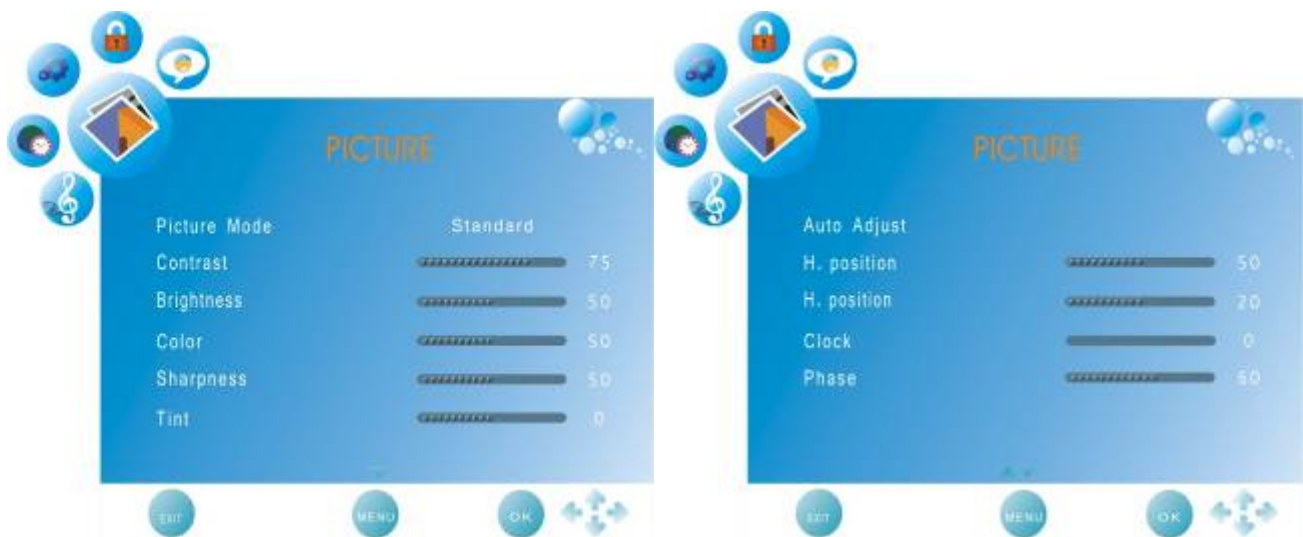 PICTURE
Picture Mode Standard
Contrast 75
Brightness 50
Color 50
Sharpness 50
Tint 0
EXIT MENU OK
PICTURE
Auto Adjust
H. position 50
H. position 20
Clock 0
Phase 60
EXIT MENU OK